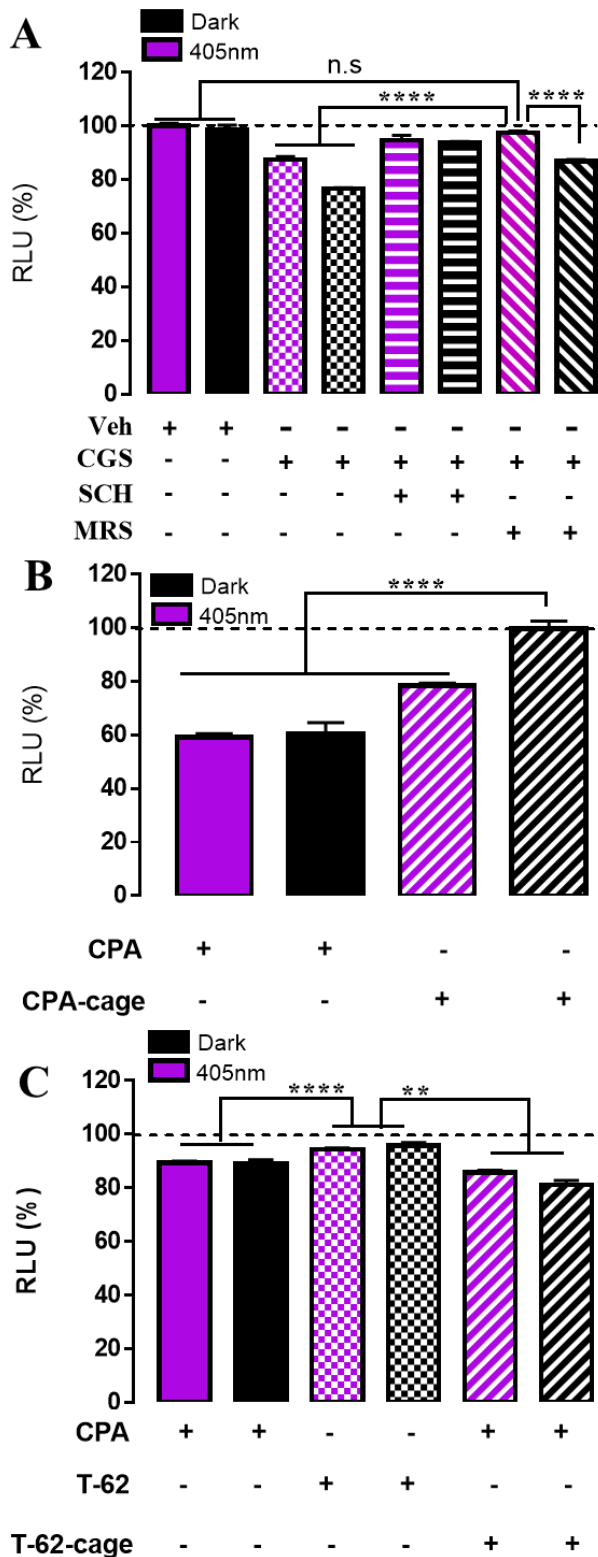 A
Dark
405nm
n.s
**** ****
120
100
80
60
40
20
0
RLU (%)
Veh + + - - - - - -
CGS - - + + + + + +
SCH - - - - + + - -
MRS - - - - - - + +
B
Dark
405nm
****
120
100
80
60
40
20
0
RLU (%)
CPA + + - -
CPA-cage - - + +
C
Dark
405nm
**** **
120
100
80
60
40
20
0
RLU (%)
CPA + + - - + +
T-62 - - + + - -
T-62-cage - - - - + +